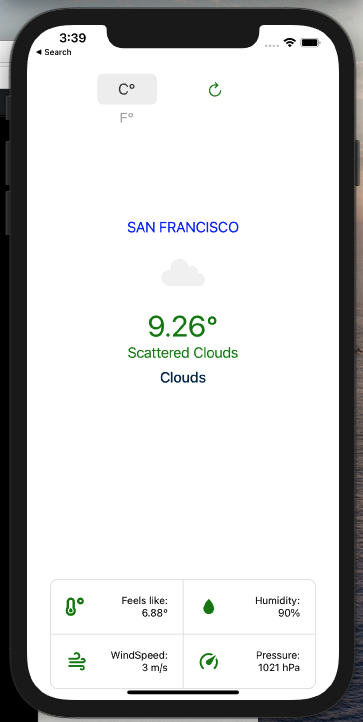 3:39
◀ Search
C°
F°
SAN FRANCISCO
9.26°
Scattered Clouds
Clouds
Feels like:
6.88°
Humidity:
90%
WindSpeed:
3 m/s
Pressure:
1021 hPa